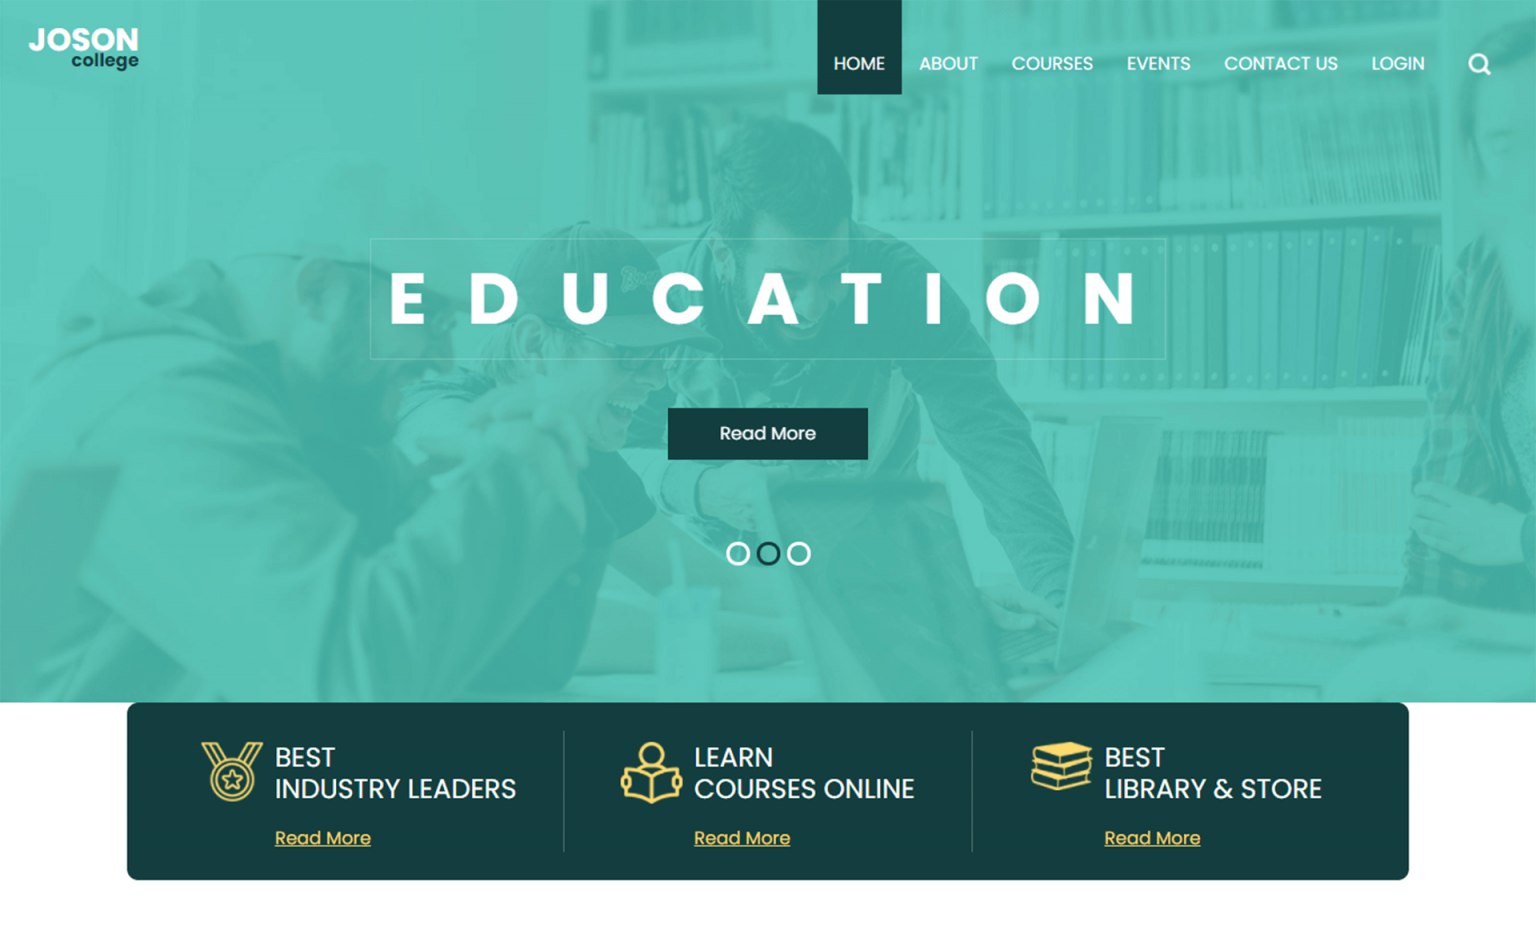 JOSON
college
HOME ABOUT COURSES EVENTS CONTACT US LOGIN
EDUCATION
Read More
BEST
INDUSTRY LEADERS
Read More
LEARN
COURSES ONLINE
Read More
BEST
LIBRARY & STORE
Read More